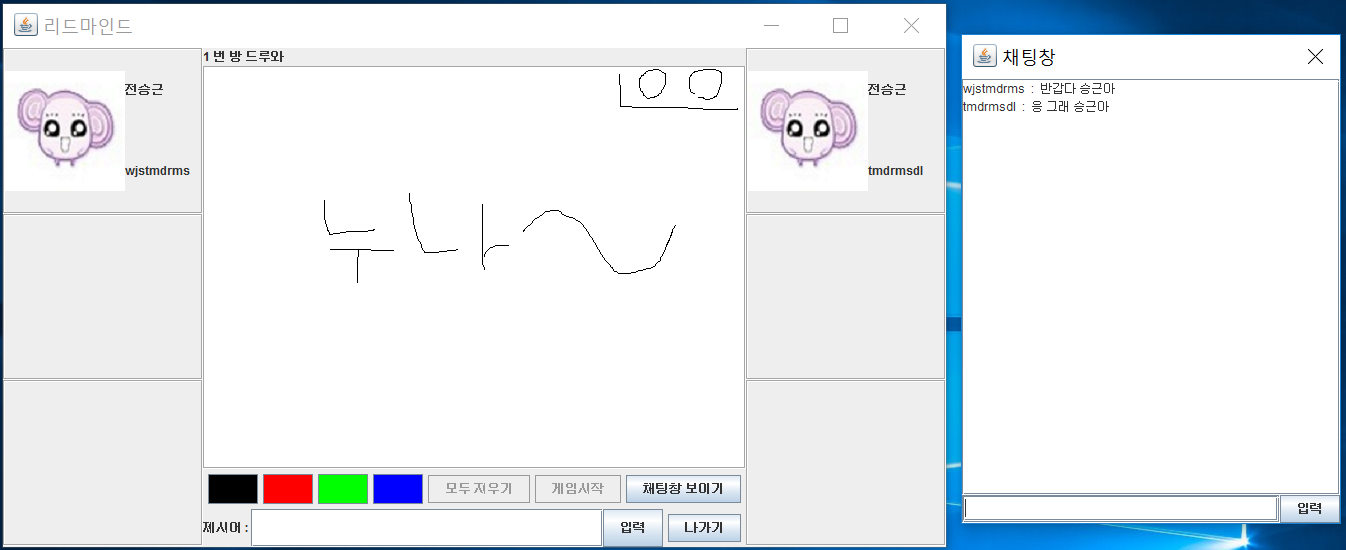 리드마인드
1 번 방 드루와
전승근
wjstmdrms
누나~
전승근
tmdrmsdl
모두 지우기
게임시작
채팅창 보이기
제시어 :
입력
나가기
채팅창
wjstmdrms : 반갑다 승근아
tmdrmsdl : 응 그래 승근아
입력